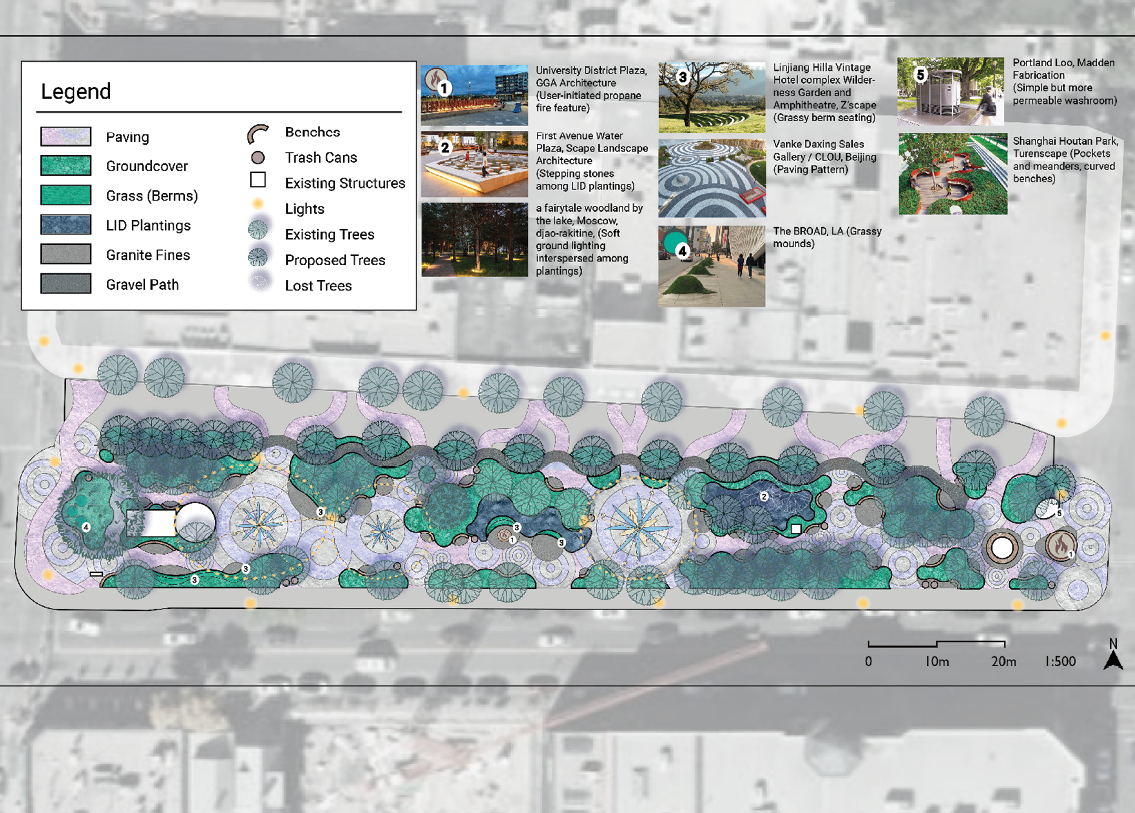 Legend
Paving
Groundcover
Grass (Berms)
LID Plantings
Granite Fines
Gravel Path
Benches
Trash Cans
Existing Structures
Lights
Existing Trees
Proposed Trees
Lost Trees
1
University District Plaza,
GGA Architecture
(User-initiated propane
fire feature)
2
First Avenue Water
Plaza, Scape Landscape
Architecture
(Stepping stones
among LID plantings)
a fairytale woodland by
the lake, Moscow,
djao-rakitine, (Soft
ground lighting
interspersed among
plantings)
3
Linjiang Hilla Vintage
Hotel complex Wilder-
ness Garden and
Amphitheatre, Z'scape
(Grassy berm seating)
Vanke Daxing Sales
Gallery / CLOU, Beijing
(Paving Pattern)
4
The BROAD, LA (Grassy
mounds)
5
Portland Loo, Madden
Fabrication
(Simple but more
permeable washroom)
Shanghai Houtan Park,
Turenscape (Pockets
and meanders, curved
benches)
2
3
5
4
3
1
3
1
3
3
0 10m 20m 1:500
N